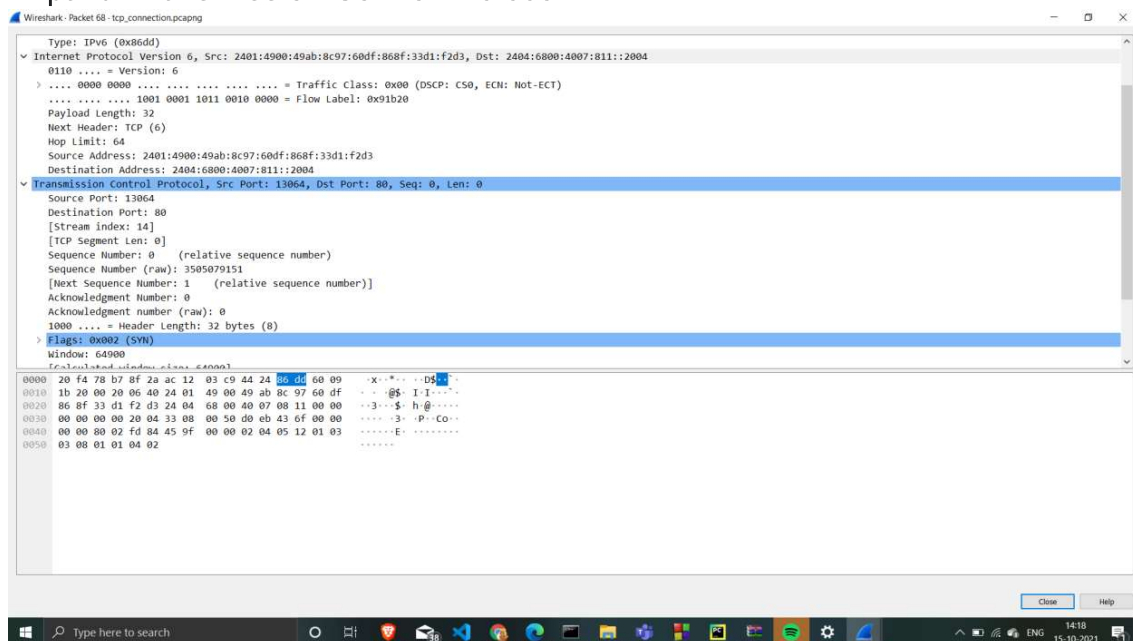 Wireshark · Packet 68 · tcp_connection.pcapng
Type: IPv6 (0x86dd)
Internet Protocol Version 6, Src: 2401:4900:49ab:8c97:60df:868f:33d1:f2d3, Dst: 2404:6800:4007:811::2004
0110 .... = Version: 6
.... 0000 0000 .... .... .... .... .... = Traffic Class: 0x00 (DSCP: CS0, ECN: Not-ECT)
.... .... .... 1001 0001 1011 0010 0000 = Flow Label: 0x91b20
Payload Length: 32
Next Header: TCP (6)
Hop Limit: 64
Source Address: 2401:4900:49ab:8c97:60df:868f:33d1:f2d3
Destination Address: 2404:6800:4007:811::2004
Transmission Control Protocol, Src Port: 13064, Dst Port: 80, Seq: 0, Len: 0
Source Port: 13064
Destination Port: 80
[Stream index: 14]
[TCP Segment Len: 0]
Sequence Number: 0 (relative sequence number)
Sequence Number (raw): 3505079151
[Next Sequence Number: 1 (relative sequence number)]
Acknowledgment Number: 0
Acknowledgment number (raw): 0
1000 .... = Header Length: 32 bytes (8)
Flags: 0x002 (SYN)
Window: 64900
[Calculated window size: 64900]
0000 20 f4 78 b7 8f 2a ac 12 03 c9 44 24 86 dd 60 09 ·x··*·· ··D$··`·
0010 1b 20 00 20 06 40 24 01 49 00 49 ab 8c 97 60 df · · ·@$· I·I···`·
0020 86 8f 33 d1 f2 d3 24 04 68 00 40 07 08 11 00 00 ··3···$· h·@·····
0030 00 00 00 00 20 04 33 08 00 50 d0 eb 43 6f 00 00 ···· ·3· ·P··Co··
0040 00 00 80 02 fd 84 45 9f 00 00 02 04 05 12 01 03 ······E· ········
0050 03 08 01 01 04 02 ······
Close Help
Type here to search
38
ENG
14:18
15-10-2021